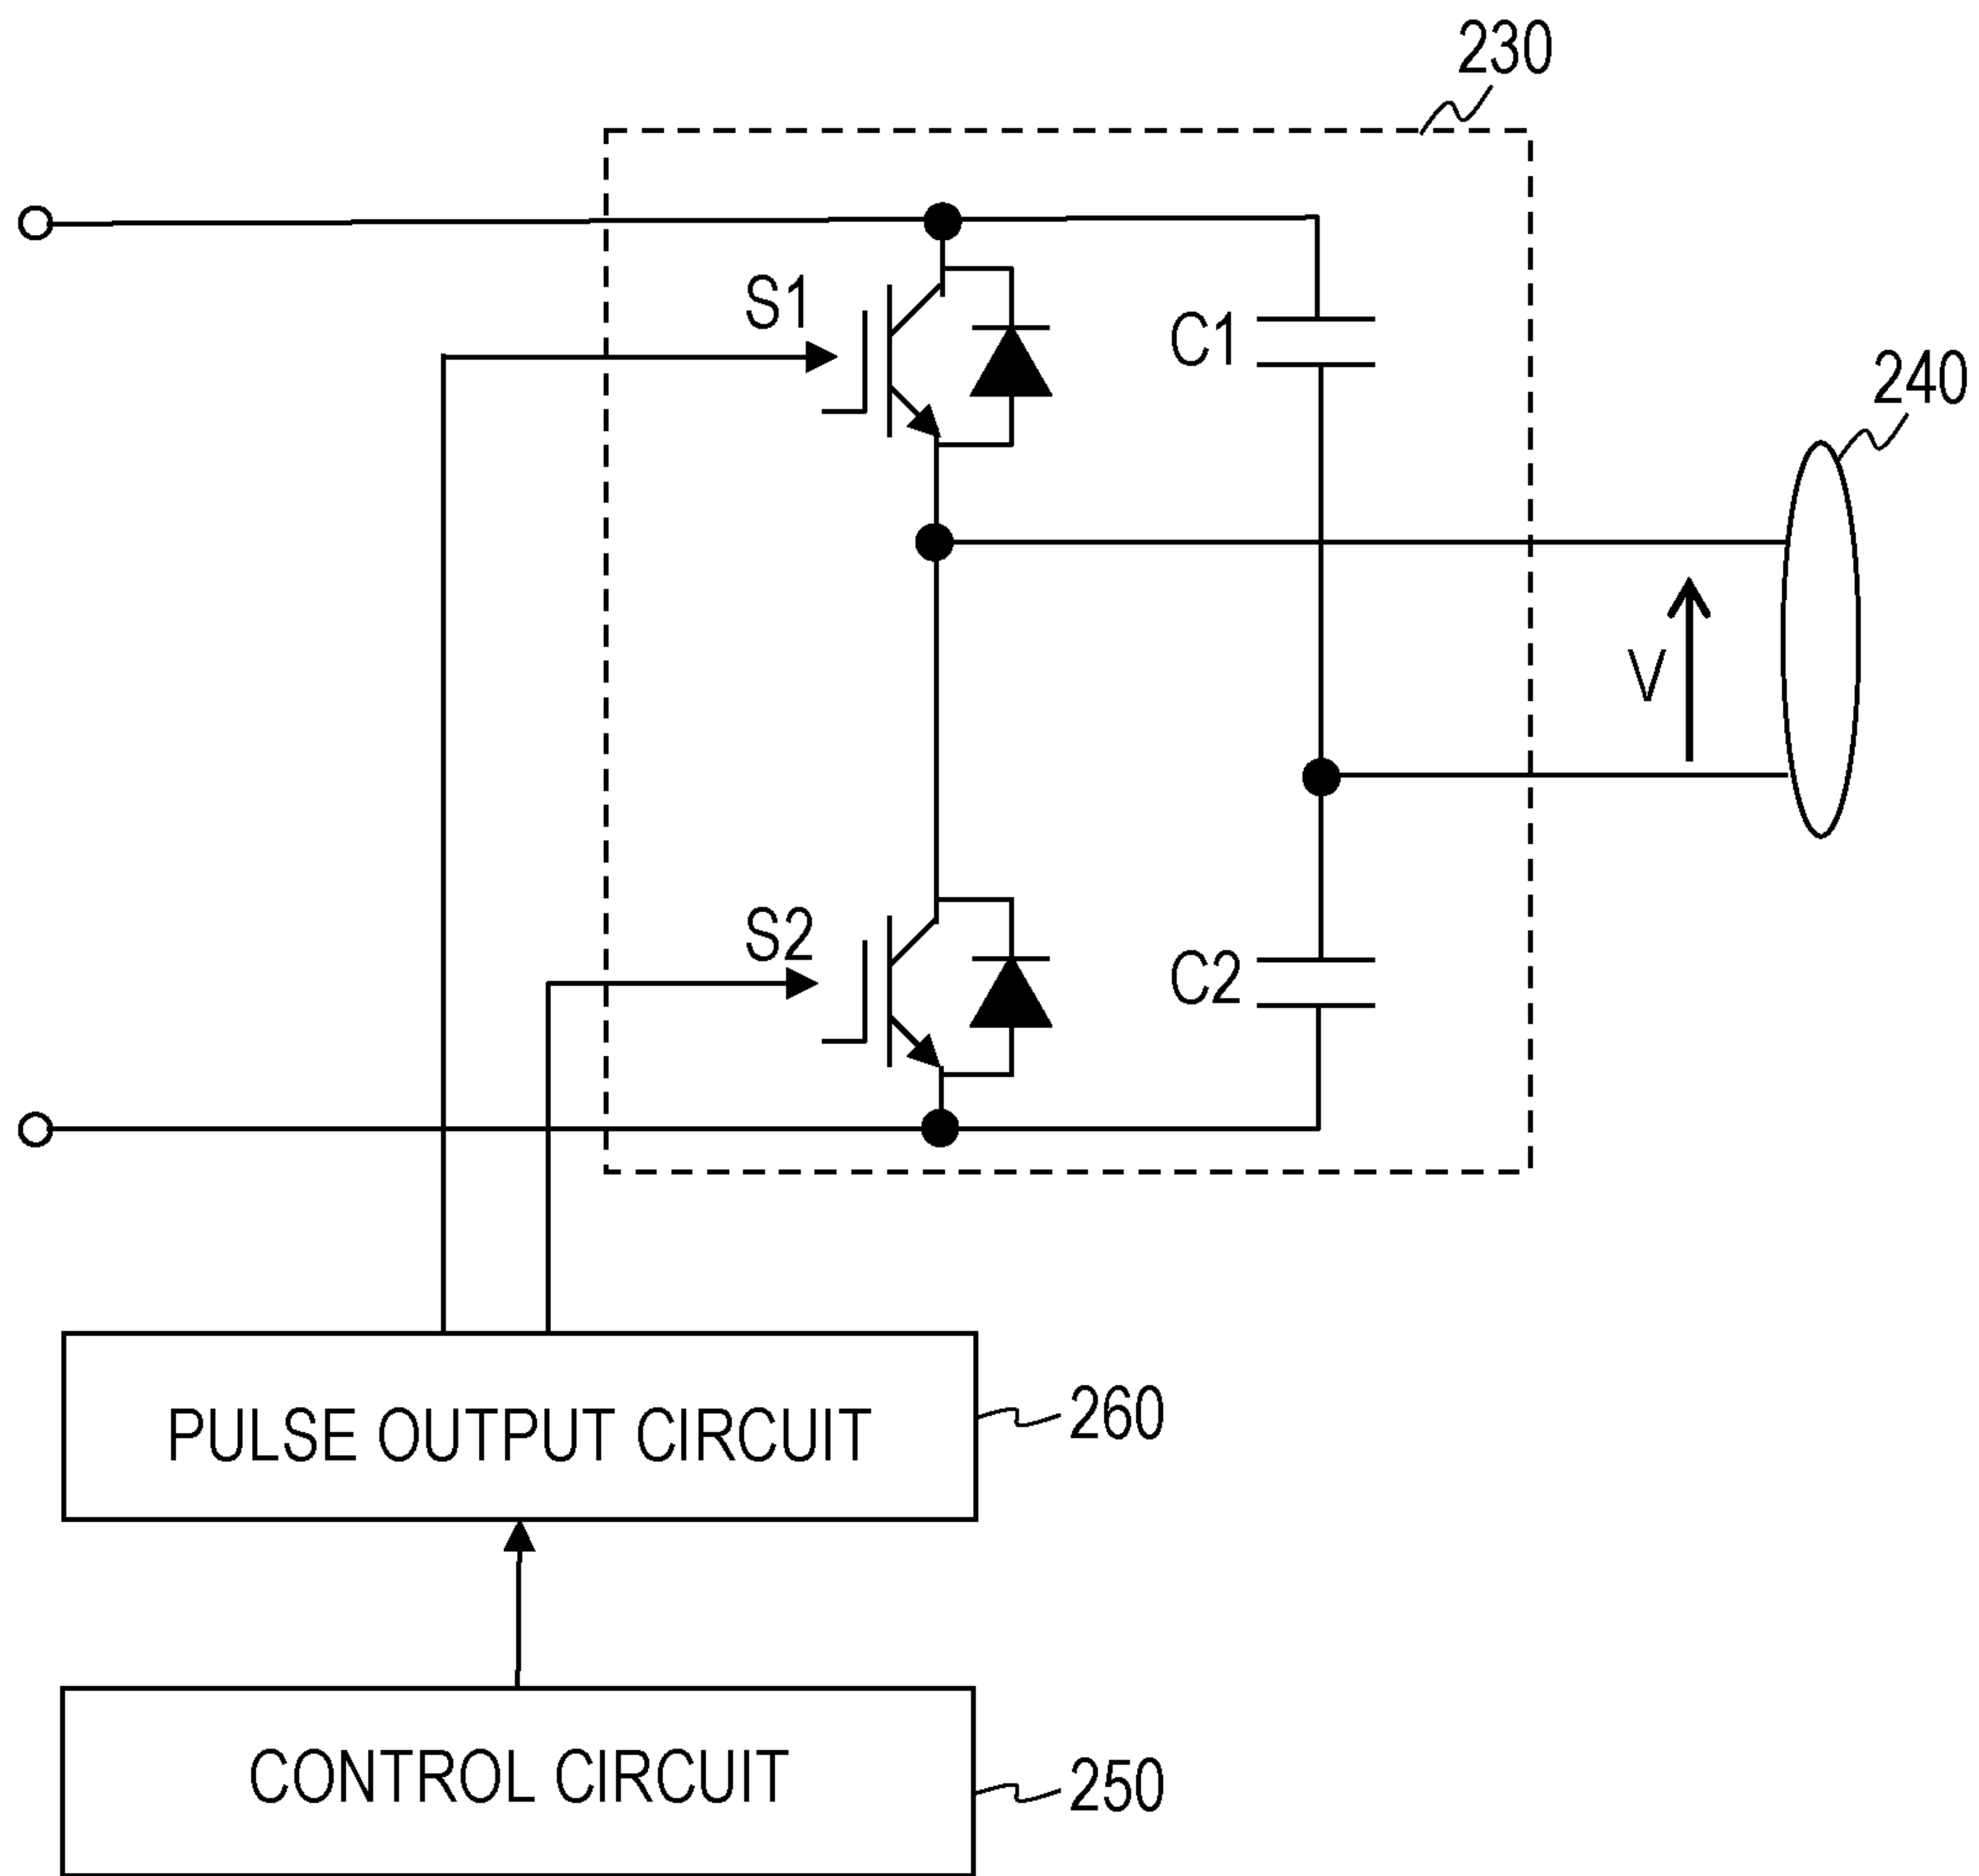 230
S1
C1
240
V
S2
C2
PULSE OUTPUT CIRCUIT
260
CONTROL CIRCUIT
250